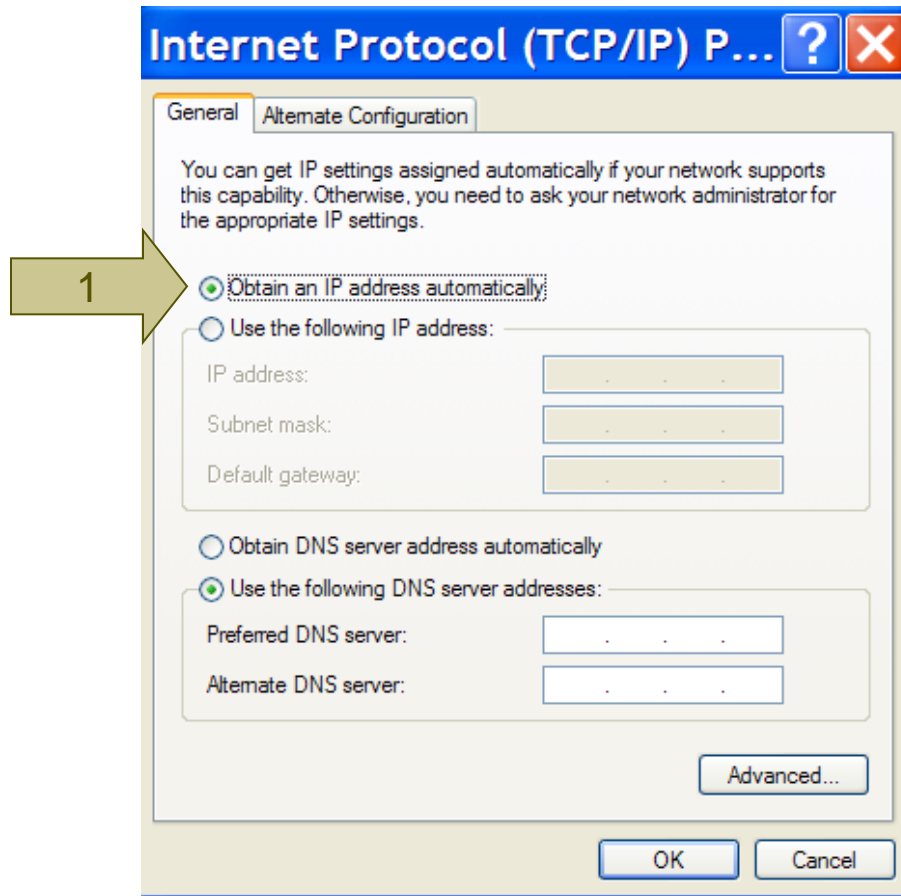 Internet Protocol (TCP/IP) P... ?
General Alternate Configuration
You can get IP settings assigned automatically if your network supports
this capability. Otherwise, you need to ask your network administrator for
the appropriate IP settings.
1
Obtain an IP address automatically
Use the following IP address:
IP address: . . .
Subnet mask: . . .
Default gateway: . . .
Obtain DNS server address automatically
Use the following DNS server addresses:
Preferred DNS server: . . .
Alternate DNS server: . . .
Advanced...
OK Cancel